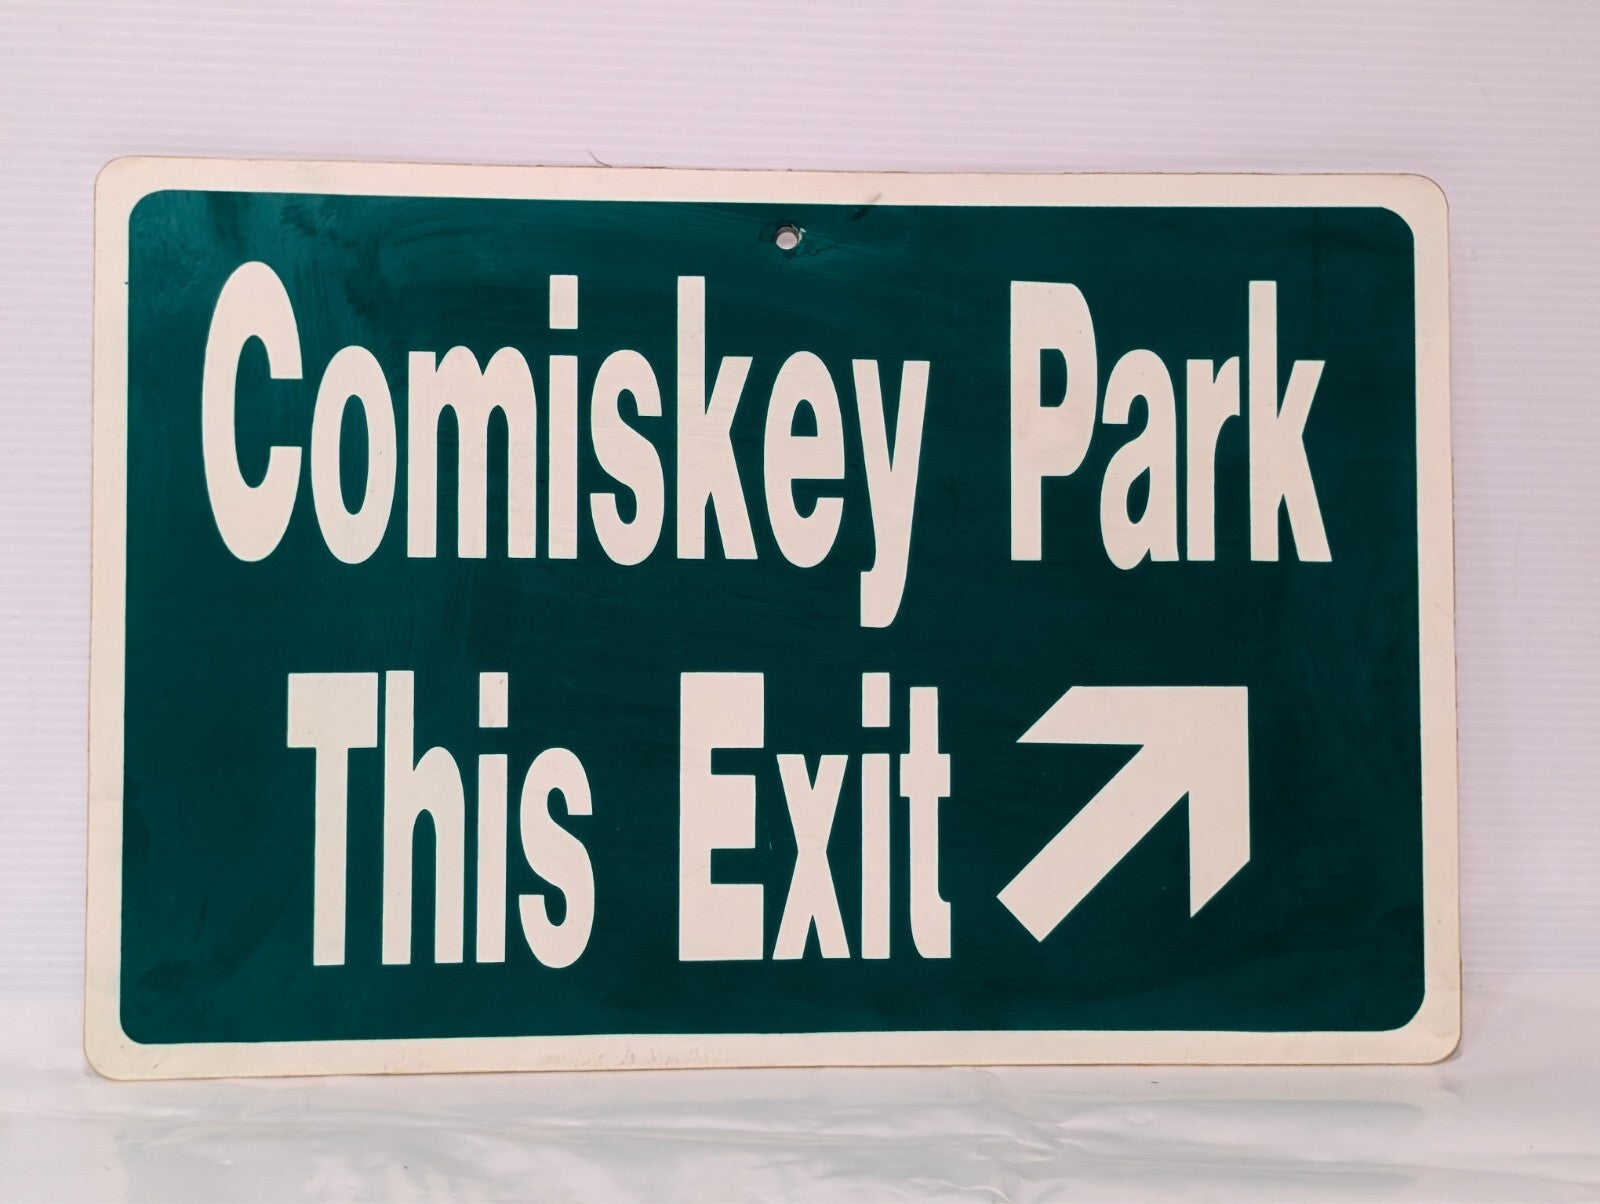 Comiskey Park
This Exit